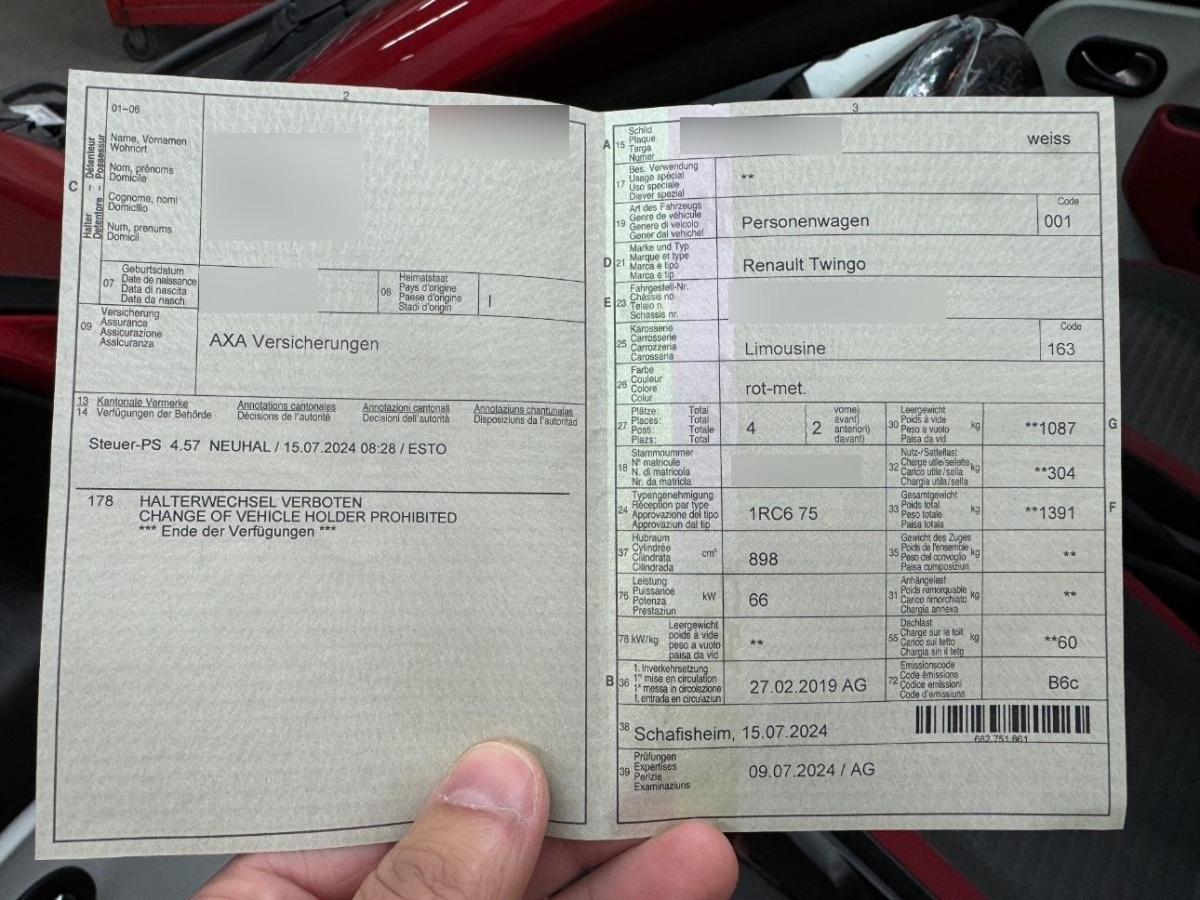 2
01-06
Name, Vornamen
Wohnort
Nom, prénoms
Domicile
Cognome, nomi
Domicilio
Num, prenums
Domicil
C
Halter – Détenteur
Detentore – Possessur
07
Geburtsdatum
Date de naissance
Data di nascita
Data da nasch.
08
Heimatstaat
Pays d'origine
Paese d'origine
Stadi d'origin
09
Versicherung
Assurance
Assicurazione
Assicuranza
AXA Versicherungen
13 Kantonale Vermerke Annotations cantonales Annotazioni cantonali Annotaziuns chantunalas
14 Verfügungen der Behörde Décisions de l'autorité Decisioni dell'autorità Disposiziuns da l'autoritad
Steuer-PS 4.57 NEUHAL / 15.07.2024 08:28 / ESTO
178 HALTERWECHSEL VERBOTEN
CHANGE OF VEHICLE HOLDER PROHIBITED
*** Ende der Verfügungen ***
3
A 15
Schild
Plaque
Targa
Numer
weiss
17
Bes. Verwendung
Usage spécial
Uso speciale
Diever spezial
**
19
Art des Fahrzeugs
Genre de véhicule
Genere di veicolo
Gener dal vehichel
Personenwagen
Code
001
D 21
Marke und Typ
Marque et type
Marca e tipo
Marca e tip
Renault Twingo
E 23
Fahrgestell-Nr.
Châssis no
Telaio n.
Schassis nr.
25
Karosserie
Carrosserie
Carrozzeria
Carossaria
Limousine
Code
163
26
Farbe
Couleur
Colore
Colur
rot-met.
27
Plätze: Total
Places: Total
Posti: Totale
Plazs: Total
4
2
vorne)
avant)
anteriori)
davant)
30
Leergewicht
Poids à vide
Peso a vuoto
Paisa da vid
kg
**1087
G
18
Stammnummer
N° matricule
N. di matricola
Nr. da matricla
32
Nutz-/Sattellast
Charge utile/sellette
Carico utile/sella
Chargia utila/sella
kg
**304
24
Typengenehmigung
Réception par type
Approvazione del tipo
Approvaziun dal tip
1RC6 75
33
Gesamtgewicht
Poids total
Peso totale
Paisa totala
kg
**1391
F
37
Hubraum
Cylindrée
Cilindrata
Cilindrada
cm³
898
35
Gewicht des Zuges
Poids de l'ensemble
Peso del convoglio
Paisa cumposiziun
kg
**
76
Leistung
Puissance
Potenza
Prestaziun
kW
66
31
Anhängelast
Poids remorquable
Carico rimorchiato
Chargia annexa
kg
**
78 kW/kg
Leergewicht
poids à vide
peso a vuoto
paisa da vid
**
55
Dachlast
Charge sur le toit
Carico sul tetto
Chargia sin il tetg
kg
**60
B 36
1. Inverkehrsetzung
1re mise en circulation
1a messa in circolazione
1. entrada en circulaziun
27.02.2019 AG
72
Emissionscode
Code émissions
Codice emissioni
Code d'emissiuns
B6c
38
Schafisheim, 15.07.2024
682 751 861
39
Prüfungen
Expertises
Perizie
Examinaziuns
09.07.2024 / AG